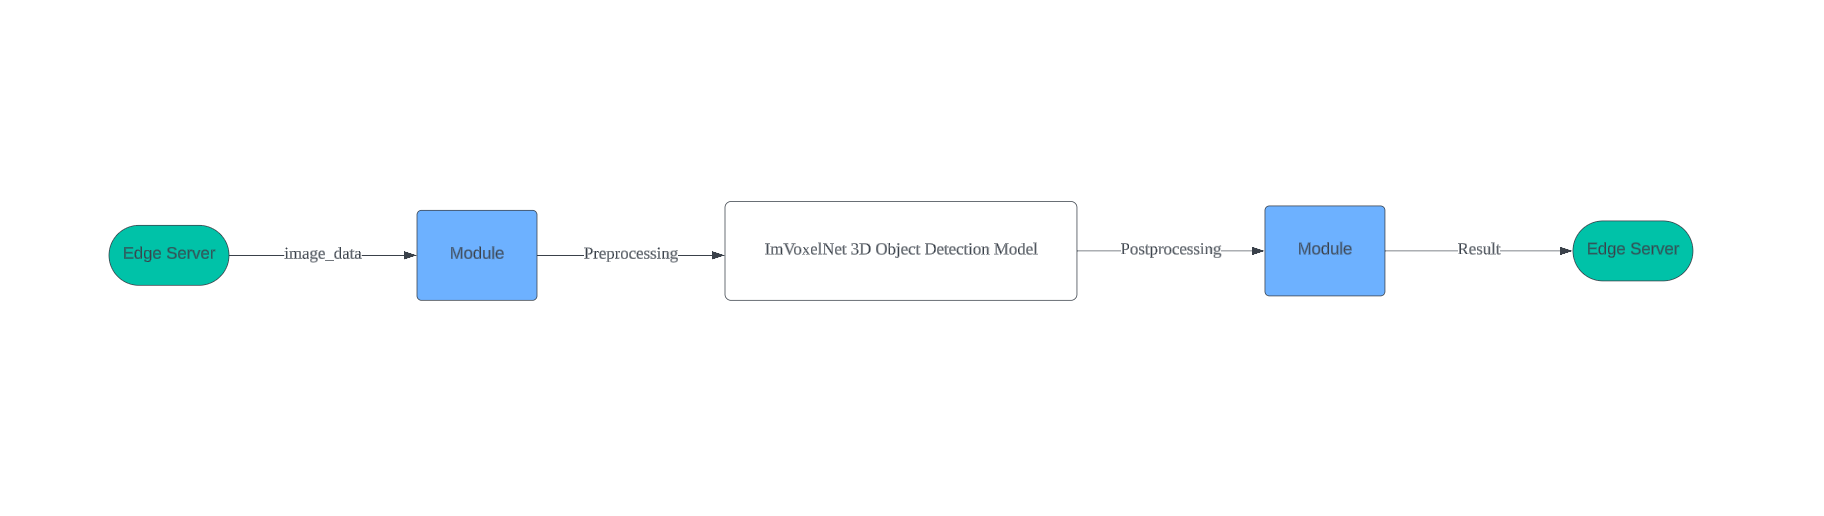 Edge Server
image_data
Module
Preprocessing
ImVoxelNet 3D Object Detection Model
Postprocessing
Module
Result
Edge Server